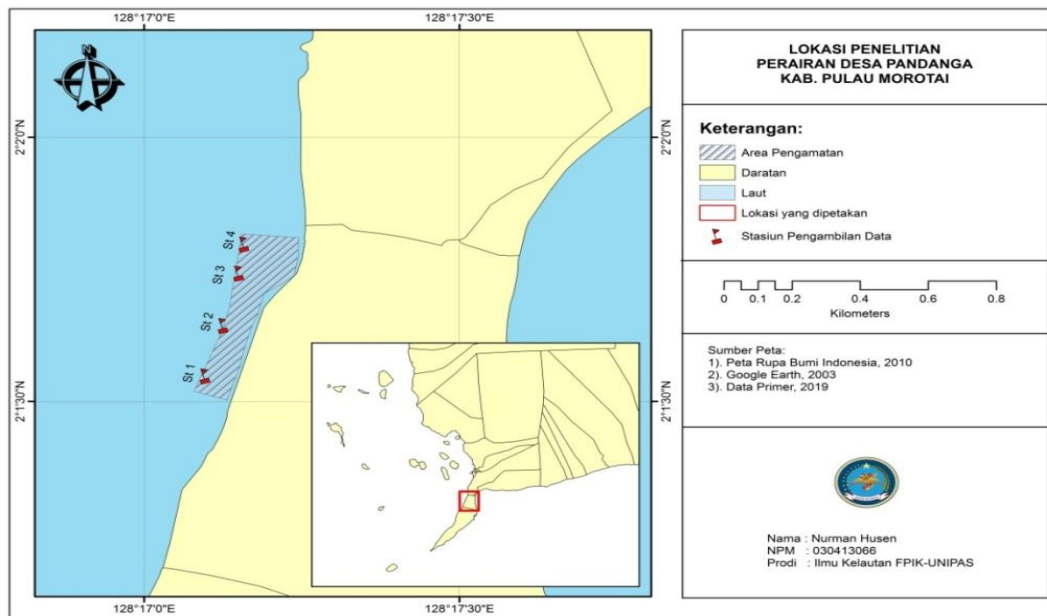 128°17'0"E
128°17'30"E
N
2°2'0"N
2°2'0"N
St 4
St 3
St 2
St 1
2°1'30"N
2°1'30"N
128°17'0"E
128°17'30"E
LOKASI PENELITIAN
PERAIRAN DESA PANDANGA
KAB. PULAU MOROTAI
Keterangan:
Area Pengamatan
Daratan
Laut
Lokasi yang dipetakan
Stasiun Pengambilan Data
0 0.1 0.2 0.4 0.6 0.8
Kilometers
Sumber Peta:
1). Peta Rupa Bumi Indonesia, 2010
2). Google Earth, 2003
3). Data Primer, 2019
Nama : Nurman Husen
NPM : 030413066
Prodi : Ilmu Kelautan FPIK-UNIPAS